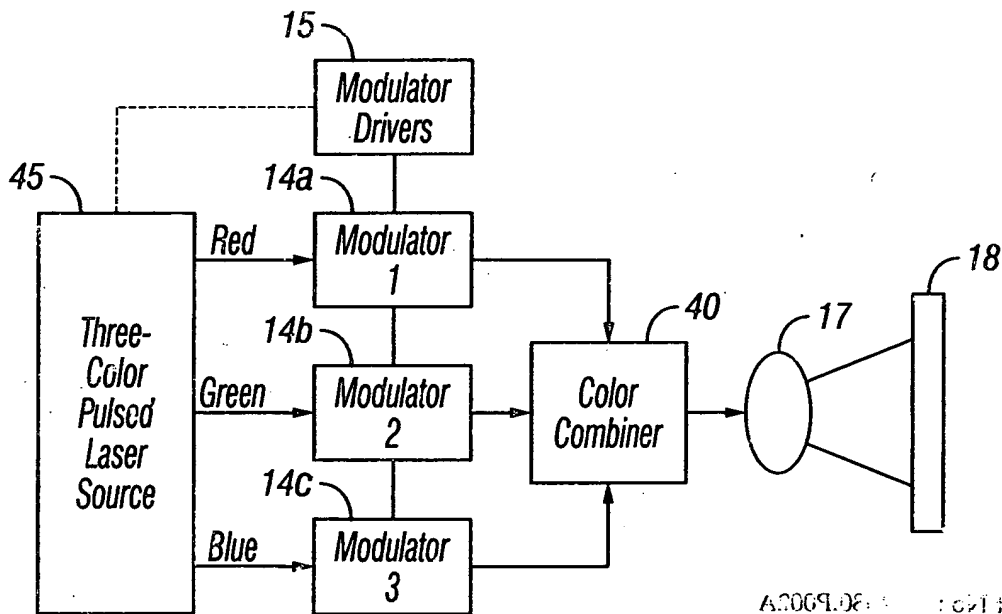 15
Modulator
Drivers
45
14a
Red
Modulator
1
18
Three-
Color
Pulsed
Laser
Source
14b
40
17
Green
Modulator
2
Color
Combiner
14c
Blue
Modulator
3